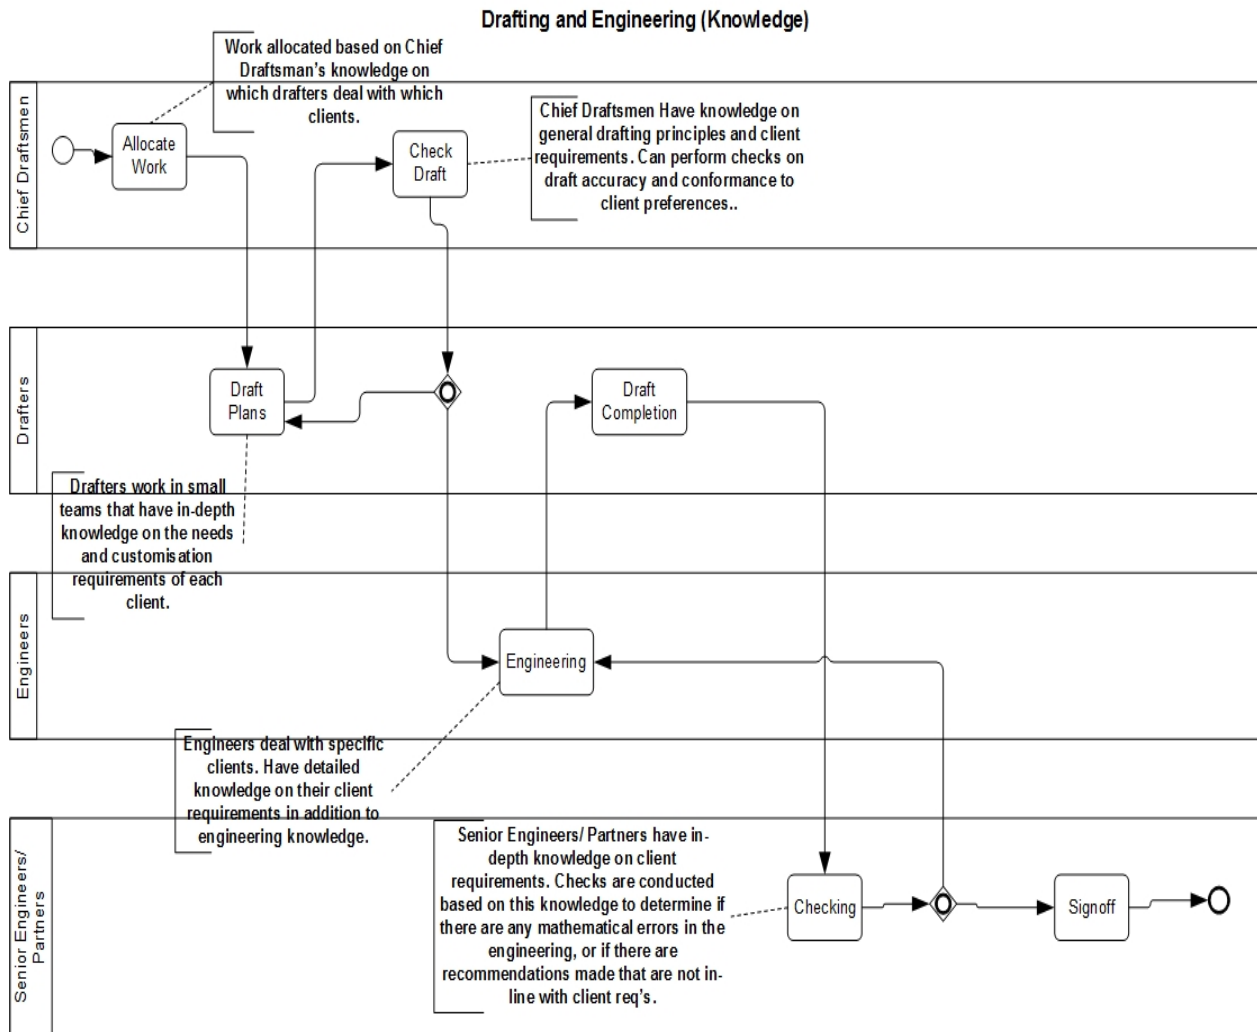 Drafting and Engineering (Knowledge)
Work allocated based on Chief
Draftsman's knowledge on
which drafters deal with which
clients.
Chief Draftsmen
Allocate
Work
Check
Draft
Chief Draftsmen Have knowledge on
general drafting principles and client
requirements. Can perform checks on
draft accuracy and conformance to
client preferences..
Drafters
Draft
Plans
Draft
Completion
Drafters work in small
teams that have in-depth
knowledge on the needs
and customisation
requirements of each
client.
Engineers
Engineering
Engineers deal with specific
clients. Have detailed
knowledge on their client
requirements in addition to
engineering knowledge.
Senior Engineers/
Partners
Senior Engineers/ Partners have in-
depth knowledge on client
requirements. Checks are conducted
based on this knowledge to determine if
there are any mathematical errors in the
engineering, or if there are
recommendations made that are not in-
line with client req's.
Checking
Signoff